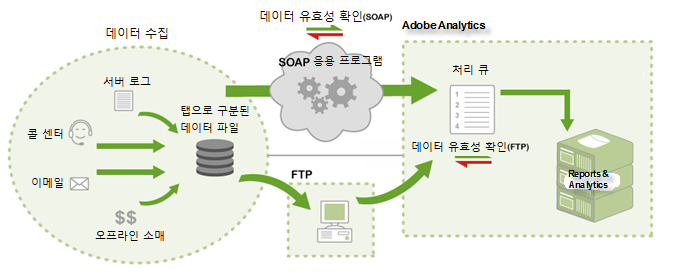 데이터 유효성 확인(SOAP)
Adobe Analytics
데이터 수집
SOAP 응용 프로그램
서버 로그
탭으로 구분된
데이터 파일
콜 센터
이메일
$$
오프라인 소매
FTP
처리 큐
1
2
3
4
데이터 유효성 확인(FTP)
Reports &
Analytics